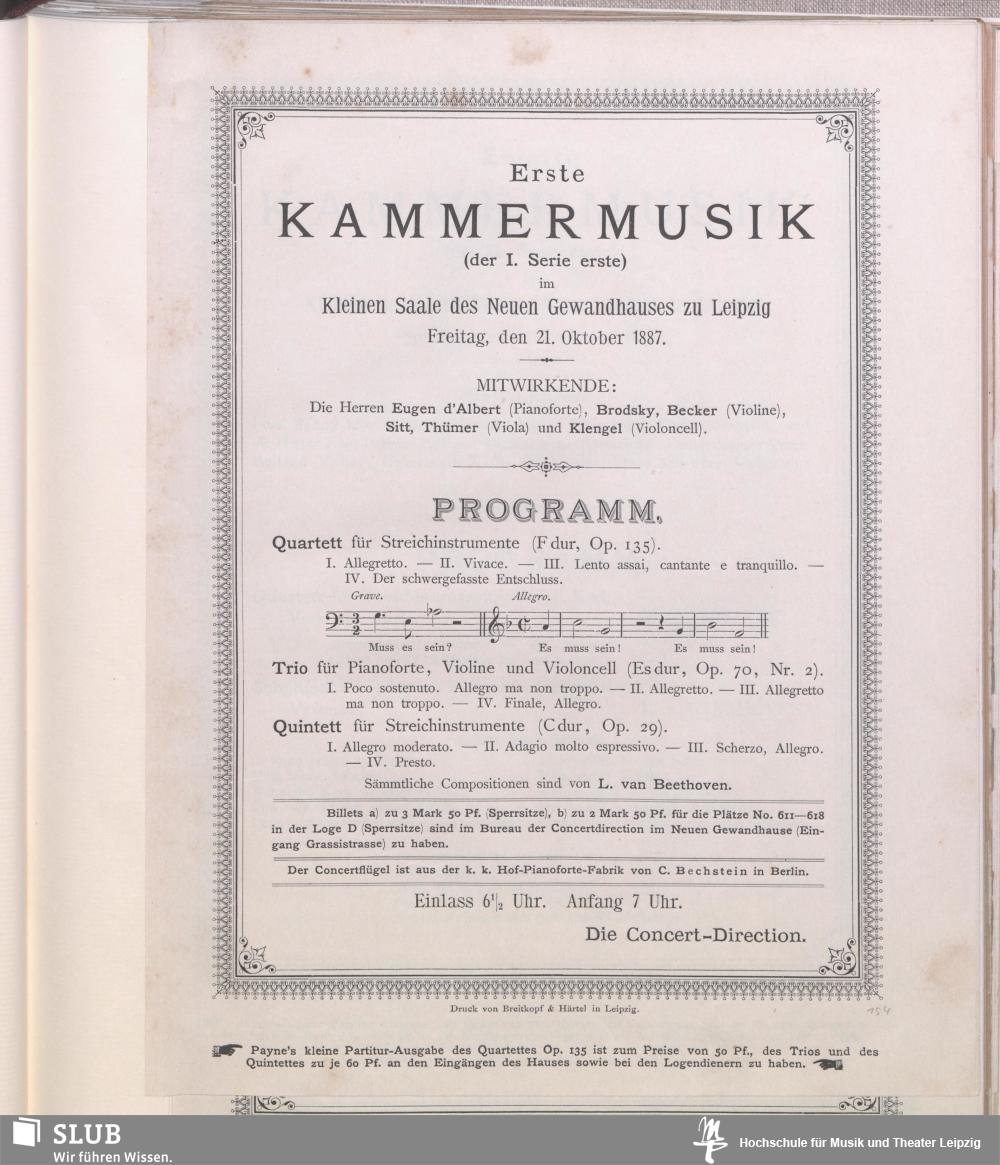 Erste
KAMMERMUSIK
(der I. Serie erste)
im
Kleinen Saale des Neuen Gewandhauses zu Leipzig
Freitag, den 21. Oktober 1887.
MITWIRKENDE:
Die Herren Eugen d'Albert (Pianoforte), Brodsky, Becker (Violine),
Sitt, Thümer (Viola) und Klengel (Violoncell).
PROGRAMM.
Quartett für Streichinstrumente (F dur, Op. 135).
I. Allegretto. — II. Vivace. — III. Lento assai, cantante e tranquillo. —
IV. Der schwergefasste Entschluss.
Grave. Allegro.
Muss es sein? Es muss sein! Es muss sein!
Trio für Pianoforte, Violine und Violoncell (Es dur, Op. 70, Nr. 2).
I. Poco sostenuto. Allegro ma non troppo. — II. Allegretto. — III. Allegretto
ma non troppo. — IV. Finale, Allegro.
Quintett für Streichinstrumente (C dur, Op. 29).
I. Allegro moderato. — II. Adagio molto espressivo. — III. Scherzo, Allegro.
— IV. Presto.
Sämmtliche Compositionen sind von L. van Beethoven.
Billets a) zu 3 Mark 50 Pf. (Sperrsitze), b) zu 2 Mark 50 Pf. für die Plätze No. 611—618
in der Loge D (Sperrsitze) sind im Bureau der Concertdirection im Neuen Gewandhause (Ein-
gang Grassistrasse) zu haben.
Der Concertflügel ist aus der k. k. Hof-Pianoforte-Fabrik von C. Bechstein in Berlin.
Einlass 6 1/2 Uhr. Anfang 7 Uhr.
Die Concert-Direction.
Druck von Breitkopf & Härtel in Leipzig.
154
Payne's kleine Partitur-Ausgabe des Quartettes Op. 135 ist zum Preise von 50 Pf., des Trios und des
Quintettes zu je 60 Pf. an den Eingängen des Hauses sowie bei den Logendienern zu haben.
SLUB
Wir führen Wissen.
Hochschule für Musik und Theater Leipzig